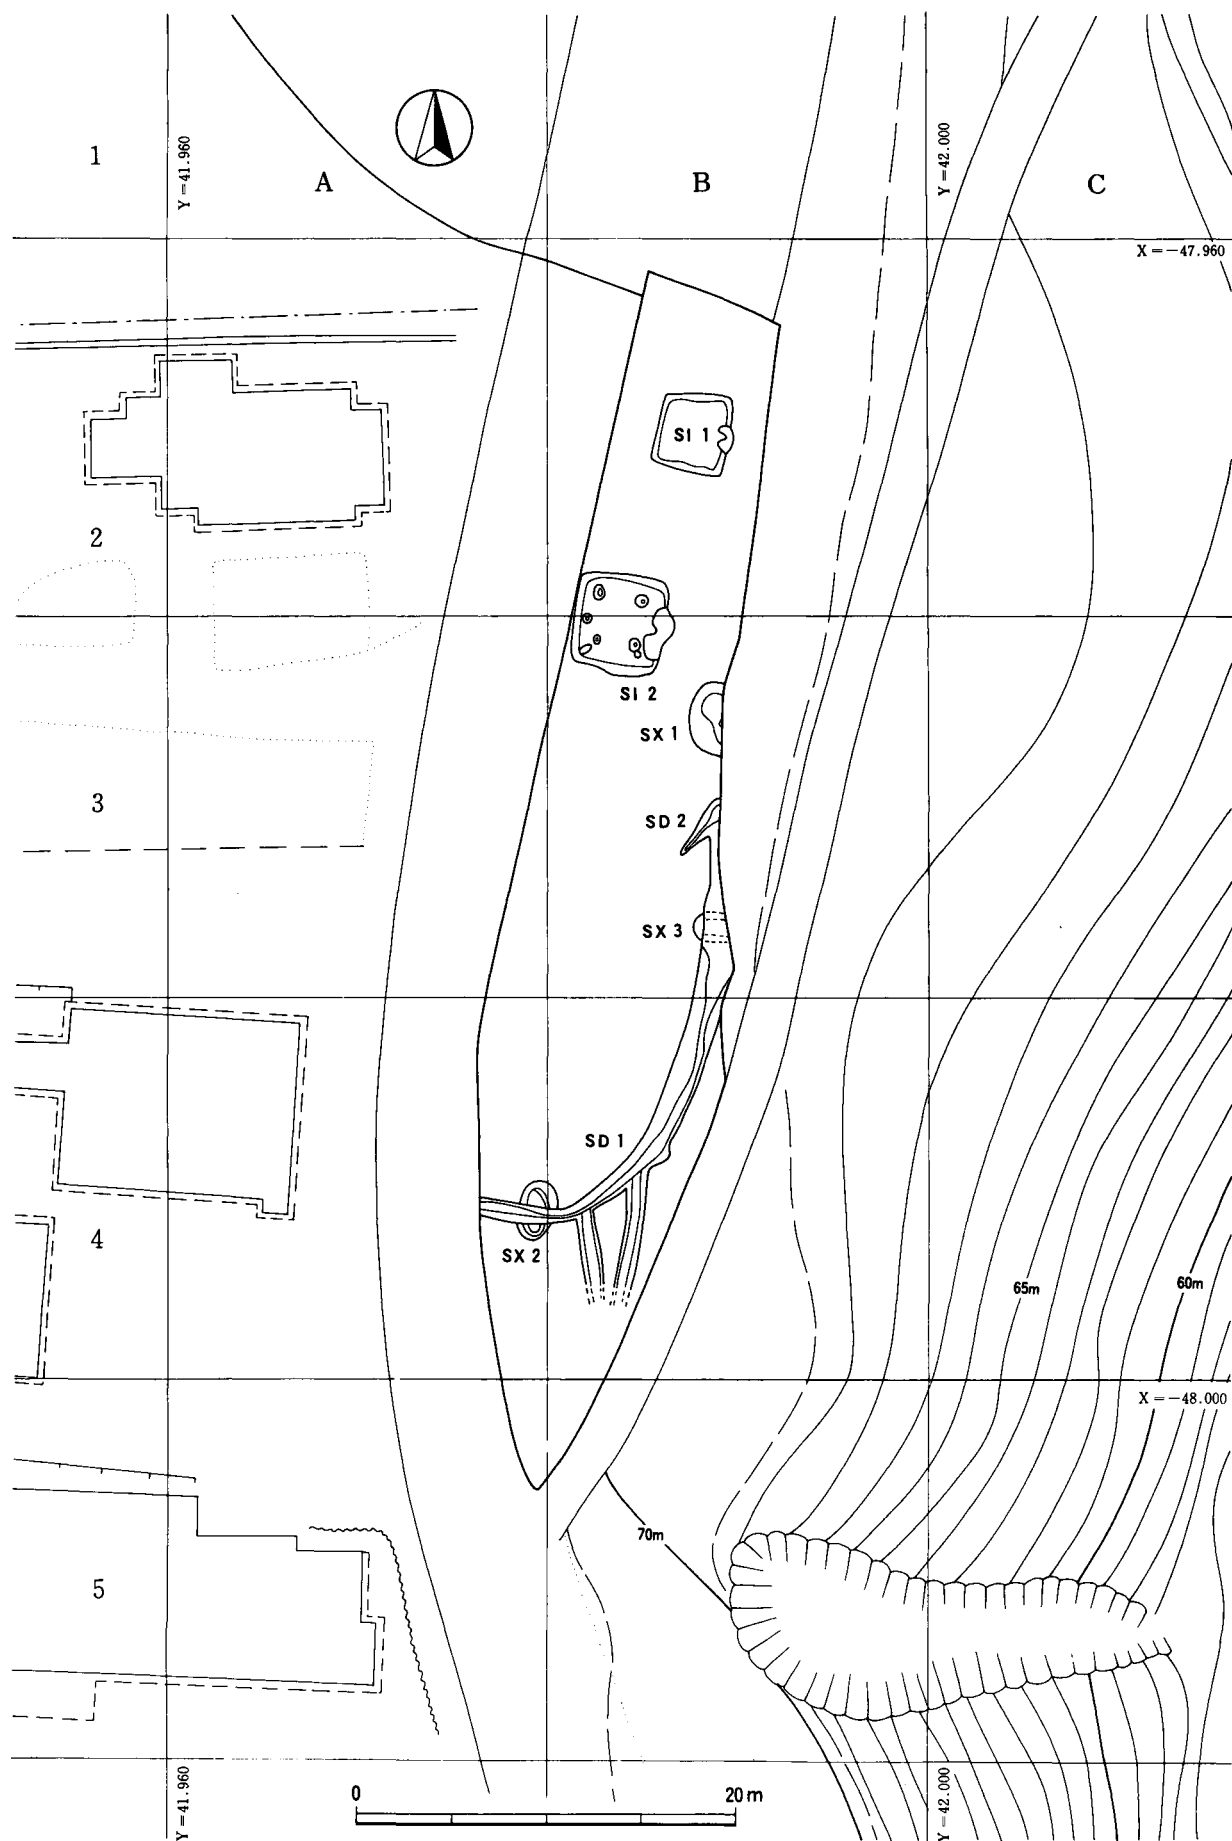 Y=41.960
Y=42.000
1
A
B
C
X=-47.960
SI 1
2
SI 2
SX 1
3
SD 2
SX 3
SD 1
4
SX 2
65m
60m
X=-48.000
70m
5
0
20m
Y=41.960
Y=42.000